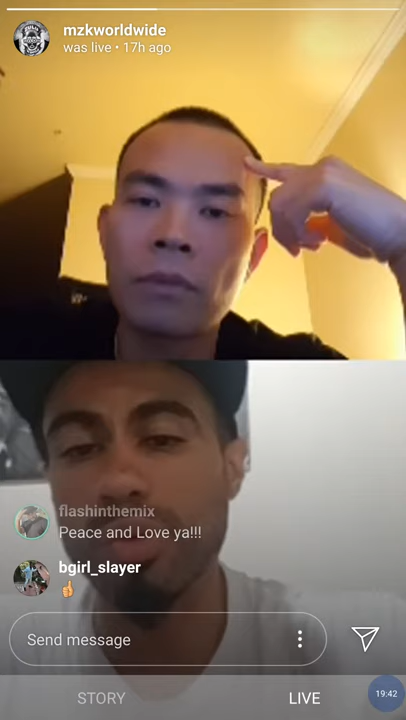 mzkworldwide
was live • 17h ago
flashinthemix
Peace and Love ya!!!
bgirl_slayer
Send message
STORY
LIVE
19:42